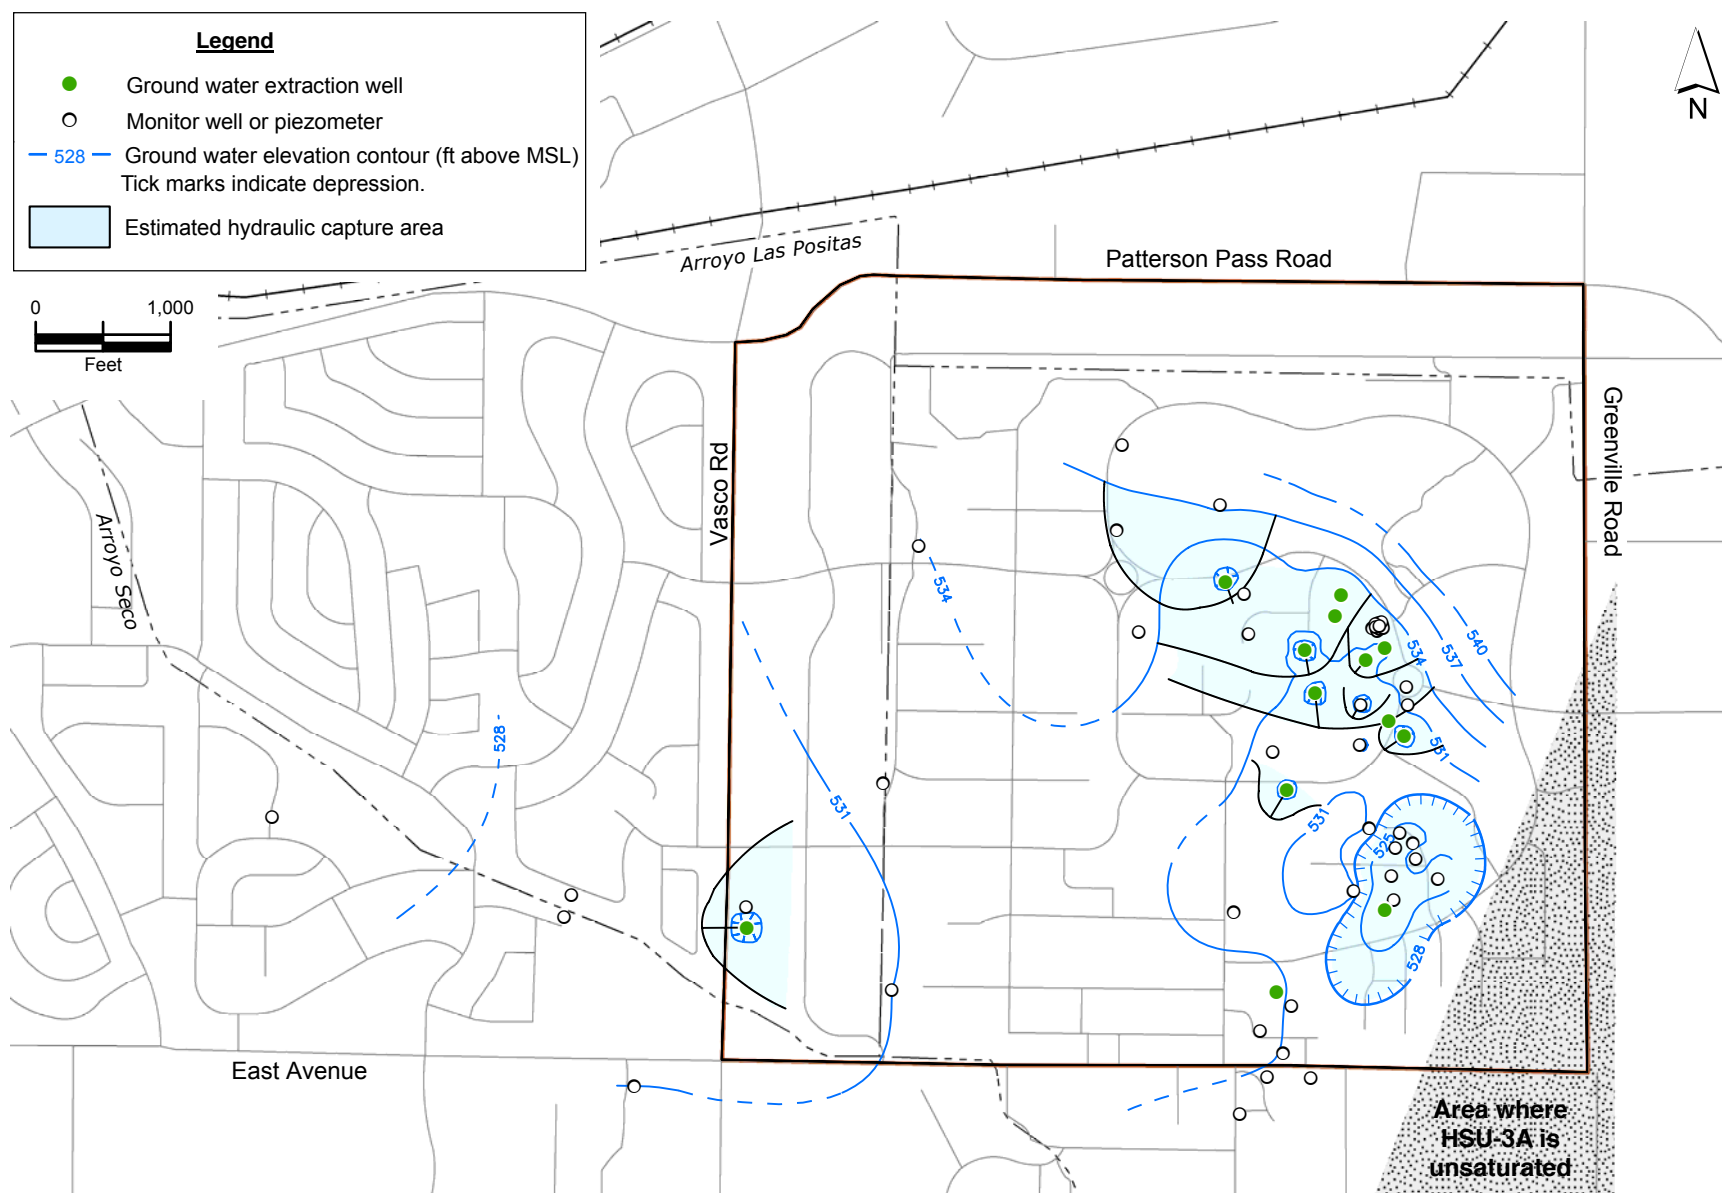 Legend
Ground water extraction well
Monitor well or piezometer
528
Ground water elevation contour (ft above MSL)
Tick marks indicate depression.
Estimated hydraulic capture area
N
0
1,000
Feet
Arroyo Las Positas
Patterson Pass Road
Greenville Road
Vasco Rd
Arroyo Seco
534
540
537
534
528
531
531
531
525
528
East Avenue
Area where
HSU-3A is
unsaturated